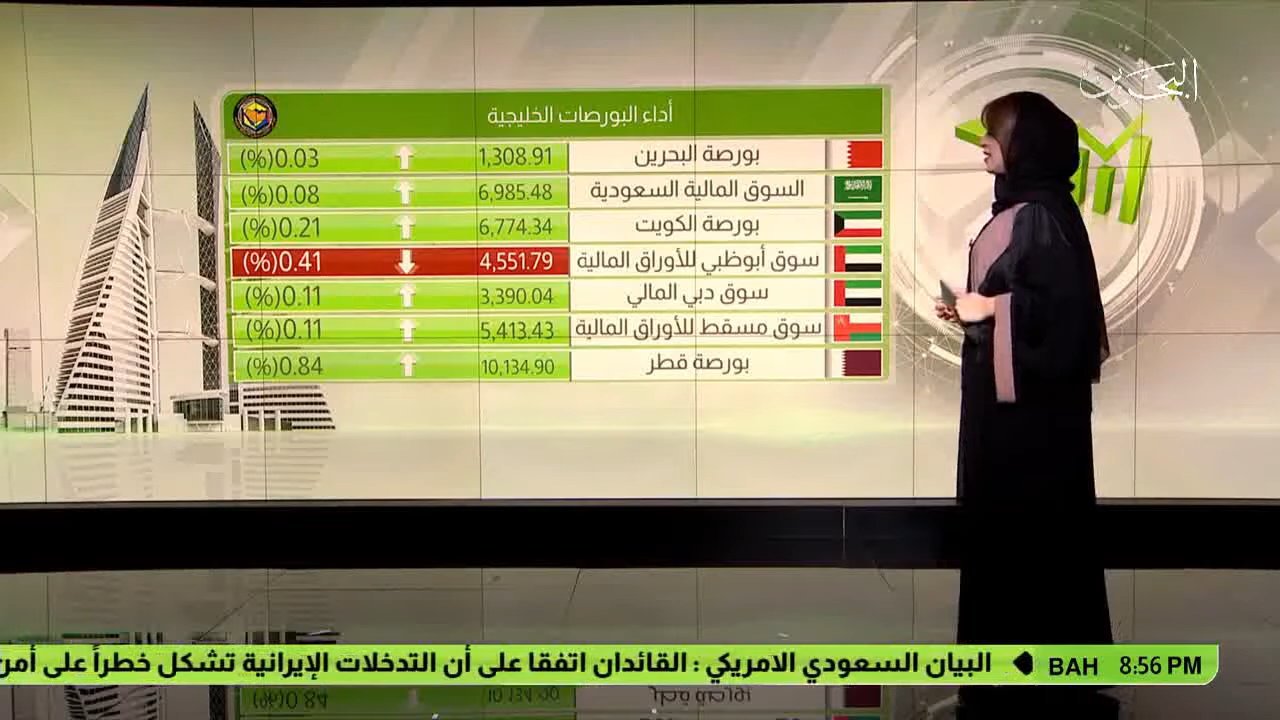 البحرين
أداء البورصات الخليجية
بورصة البحرين 1,308.91 0.03(%)
السوق المالية السعودية 6,985.48 0.08(%)
بورصة الكويت 6,774.34 0.21(%)
سوق أبوظبي للأوراق المالية 4,551.79 0.41(%)
سوق دبي المالي 3,390.04 0.11(%)
سوق مسقط للأوراق المالية 5,413.43 0.11(%)
بورصة قطر 10,134.90 0.84(%)
BAH 8:56 PM
البيان السعودي الامريكي : القائدان اتفقا على أن التدخلات الإيرانية تشكل خطراً على أمن